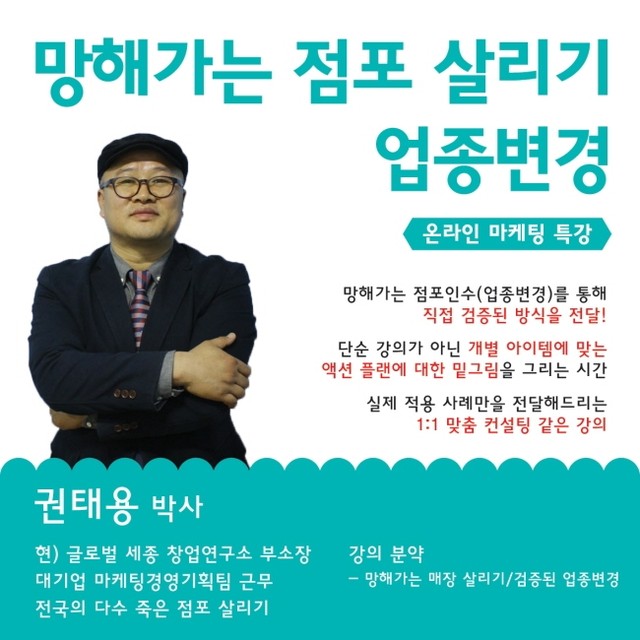 망해가는 점포 살리기
업종변경
온라인 마케팅 특강
망해가는 점포인수(업종변경)를 통해
직접 검증된 방식을 전달!
단순 강의가 아닌 개별 아이템에 맞는
액션 플랜에 대한 밑그림을 그리는 시간
실제 적용 사례만을 전달해드리는
1:1 맞춤 컨설팅 같은 강의
권태용 박사
현) 글로벌 세종 창업연구소 부소장
대기업 마케팅경영기획팀 근무
전국의 다수 죽은 점포 살리기
강의 분약
– 망해가는 매장 살리기/검증된 업종변경